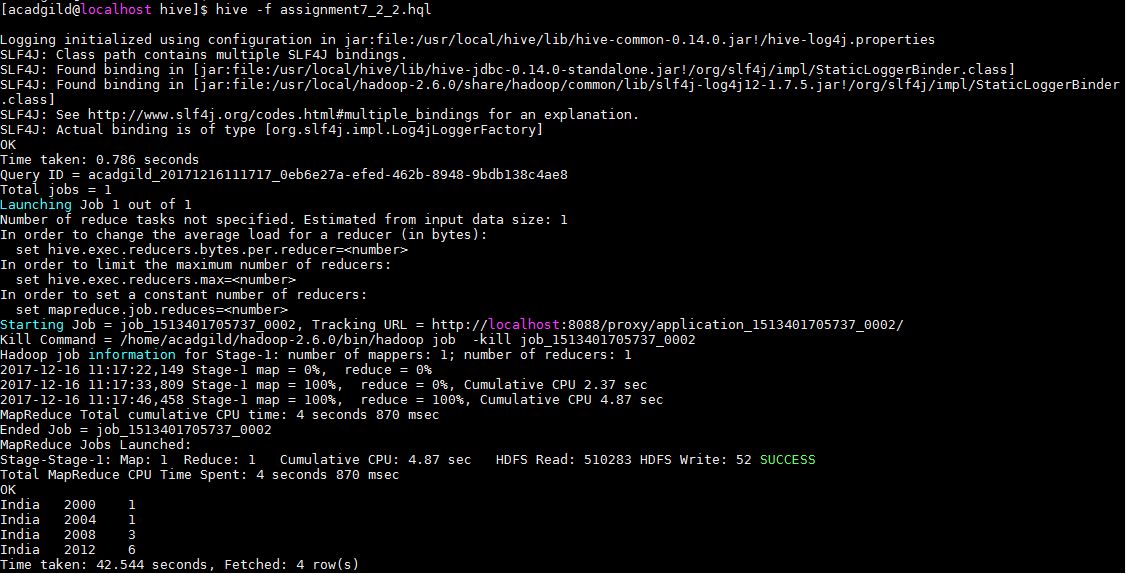 [acadgild@localhost hive]$ hive -f assignment7_2_2.hql
Logging initialized using configuration in jar:file:/usr/local/hive/lib/hive-common-0.14.0.jar!/hive-log4j.properties
SLF4J: Class path contains multiple SLF4J bindings.
SLF4J: Found binding in [jar:file:/usr/local/hive/lib/hive-jdbc-0.14.0-standalone.jar!/org/slf4j/impl/StaticLoggerBinder.class]
SLF4J: Found binding in [jar:file:/usr/local/hadoop-2.6.0/share/hadoop/common/lib/slf4j-log4j12-1.7.5.jar!/org/slf4j/impl/StaticLoggerBinder
.class]
SLF4J: See http://www.slf4j.org/codes.html#multiple_bindings for an explanation.
SLF4J: Actual binding is of type [org.slf4j.impl.Log4jLoggerFactory]
OK
Time taken: 0.786 seconds
Query ID = acadgild_20171216111717_0eb6e27a-efed-462b-8948-9bdb138c4ae8
Total jobs = 1
Launching Job 1 out of 1
Number of reduce tasks not specified. Estimated from input data size: 1
In order to change the average load for a reducer (in bytes):
  set hive.exec.reducers.bytes.per.reducer=<number>
In order to limit the maximum number of reducers:
  set hive.exec.reducers.max=<number>
In order to set a constant number of reducers:
  set mapreduce.job.reduces=<number>
Starting Job = job_1513401705737_0002, Tracking URL = http://localhost:8088/proxy/application_1513401705737_0002/
Kill Command = /home/acadgild/hadoop-2.6.0/bin/hadoop job  -kill job_1513401705737_0002
Hadoop job information for Stage-1: number of mappers: 1; number of reducers: 1
2017-12-16 11:17:22,149 Stage-1 map = 0%,  reduce = 0%
2017-12-16 11:17:33,809 Stage-1 map = 100%,  reduce = 0%, Cumulative CPU 2.37 sec
2017-12-16 11:17:46,458 Stage-1 map = 100%,  reduce = 100%, Cumulative CPU 4.87 sec
MapReduce Total cumulative CPU time: 4 seconds 870 msec
Ended Job = job_1513401705737_0002
MapReduce Jobs Launched:
Stage-Stage-1: Map: 1  Reduce: 1   Cumulative CPU: 4.87 sec   HDFS Read: 510283 HDFS Write: 52 SUCCESS
Total MapReduce CPU Time Spent: 4 seconds 870 msec
OK
India   2000    1
India   2004    1
India   2008    3
India   2012    6
Time taken: 42.544 seconds, Fetched: 4 row(s)